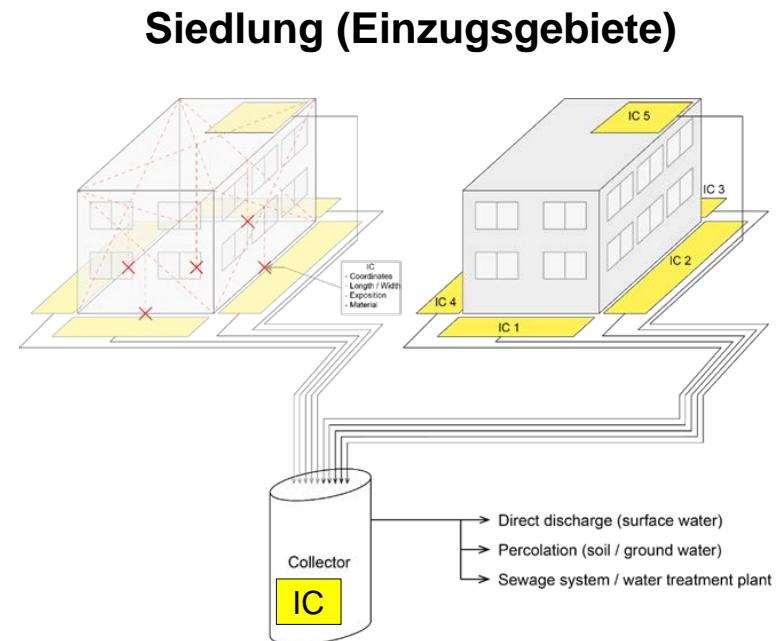 Siedlung (Einzugsgebiete)
IC 5
IC 3
IC 2
IC 4
IC 1
IC
- Coordinates
- Length / Width
- Exposition
- Material
Direct discharge (surface water)
Percolation (soil / ground water)
Sewage system / water treatment plant
Collector
IC